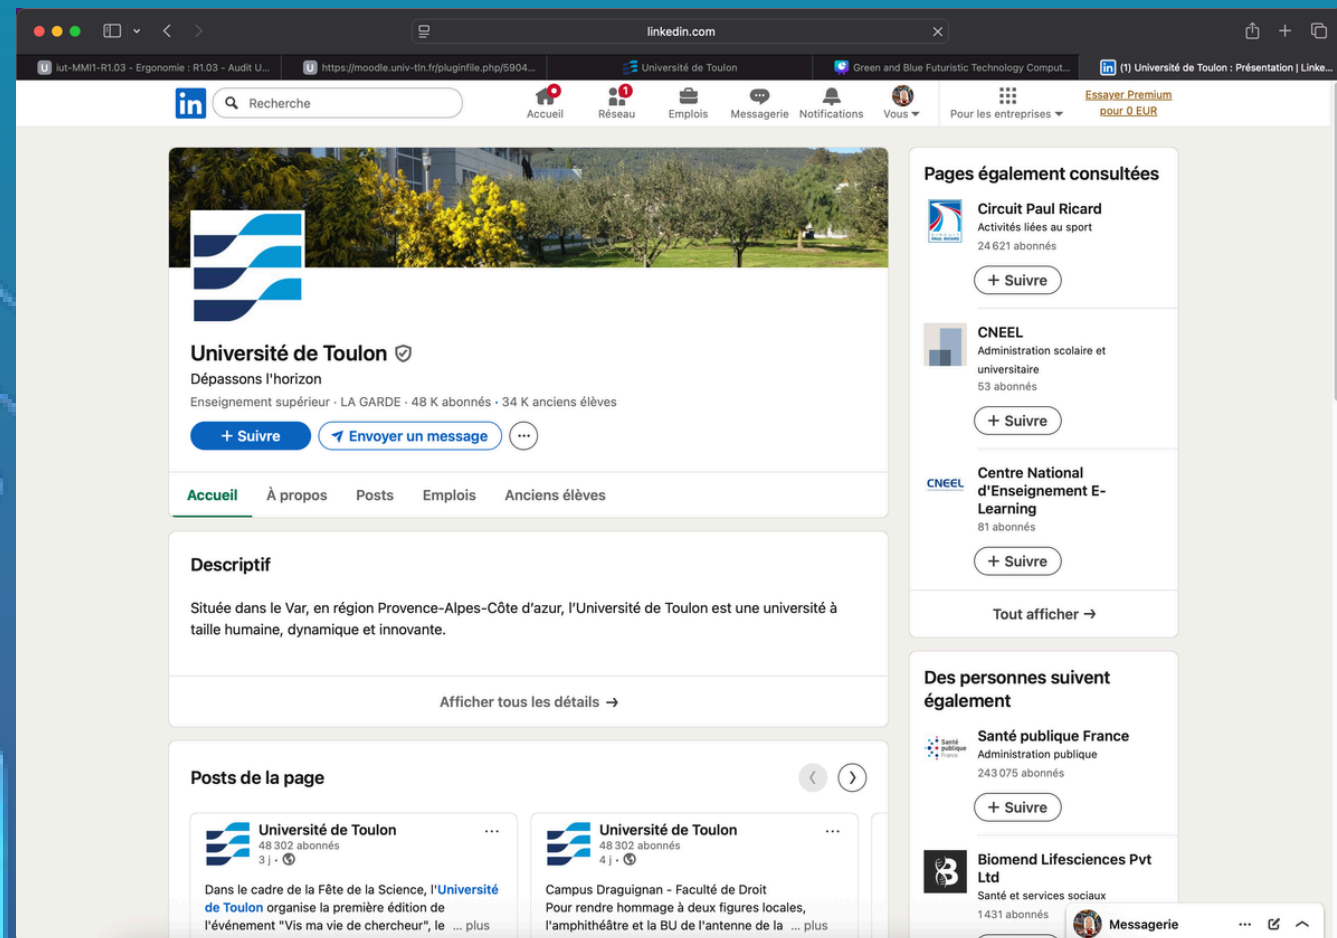 linkedin.com
iut-MMI1-R1.03 - Ergonomie : R1.03 - Audit U...
https://moodle.univ-tln.fr/pluginfile.php/5904...
Université de Toulon
Green and Blue Futuristic Technology Comput...
(1) Université de Toulon : Présentation | Linke...
Recherche
Accueil
1
Réseau
Emplois
Messagerie
Notifications
Vous
Pour les entreprises
Essayer Premium
pour 0 EUR
Université de Toulon
Dépassons l'horizon
Enseignement supérieur · LA GARDE · 48 K abonnés · 34 K anciens élèves
+ Suivre
Envoyer un message
Accueil
À propos
Posts
Emplois
Anciens élèves
Descriptif
Située dans le Var, en région Provence-Alpes-Côte d'azur, l'Université de Toulon est une université à
taille humaine, dynamique et innovante.
Afficher tous les détails →
Posts de la page
Université de Toulon
48 302 abonnés
3 j ·
Dans le cadre de la Fête de la Science, l'Université
de Toulon organise la première édition de
l'événement "Vis ma vie de chercheur", le ... plus
Université de Toulon
48 302 abonnés
4 j ·
Campus Draguignan - Faculté de Droit
Pour rendre hommage à deux figures locales,
l'amphithéâtre et la BU de l'antenne de la ... plus
Pages également consultées
Circuit Paul Ricard
Activités liées au sport
24 621 abonnés
+ Suivre
CNEEL
Administration scolaire et
universitaire
53 abonnés
+ Suivre
CNEEL
Centre National
d'Enseignement E-
Learning
81 abonnés
+ Suivre
Tout afficher →
Des personnes suivent
également
Santé
publique
France
Santé publique France
Administration publique
243 075 abonnés
+ Suivre
Biomend Lifesciences Pvt
Ltd
Santé et services sociaux
1 431 abonnés
Messagerie